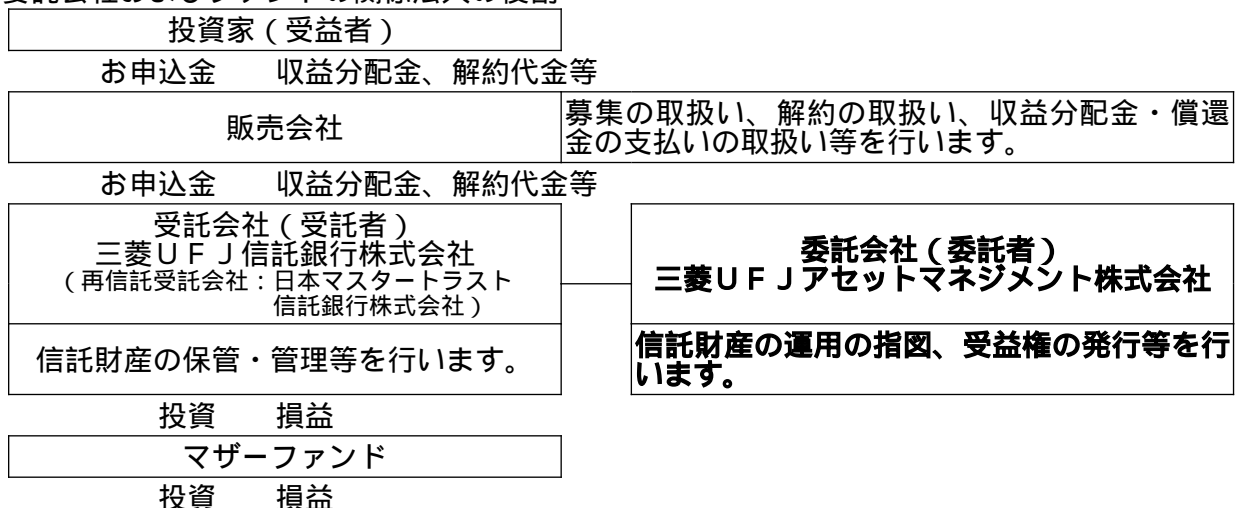 委託会社およびファンドの関係法人の役割
投資家（受益者）
お申込金　収益分配金、解約代金等
販売会社
募集の取扱い、解約の取扱い、収益分配金・償還
金の支払いの取扱い等を行います。
お申込金　収益分配金、解約代金等
受託会社（受託者）
三菱ＵＦＪ信託銀行株式会社
（再信託受託会社：日本マスタートラスト
信託銀行株式会社）
委託会社（委託者）
三菱ＵＦＪアセットマネジメント株式会社
信託財産の保管・管理等を行います。
信託財産の運用の指図、受益権の発行等を行
います。
投資　損益
マザーファンド
投資　損益